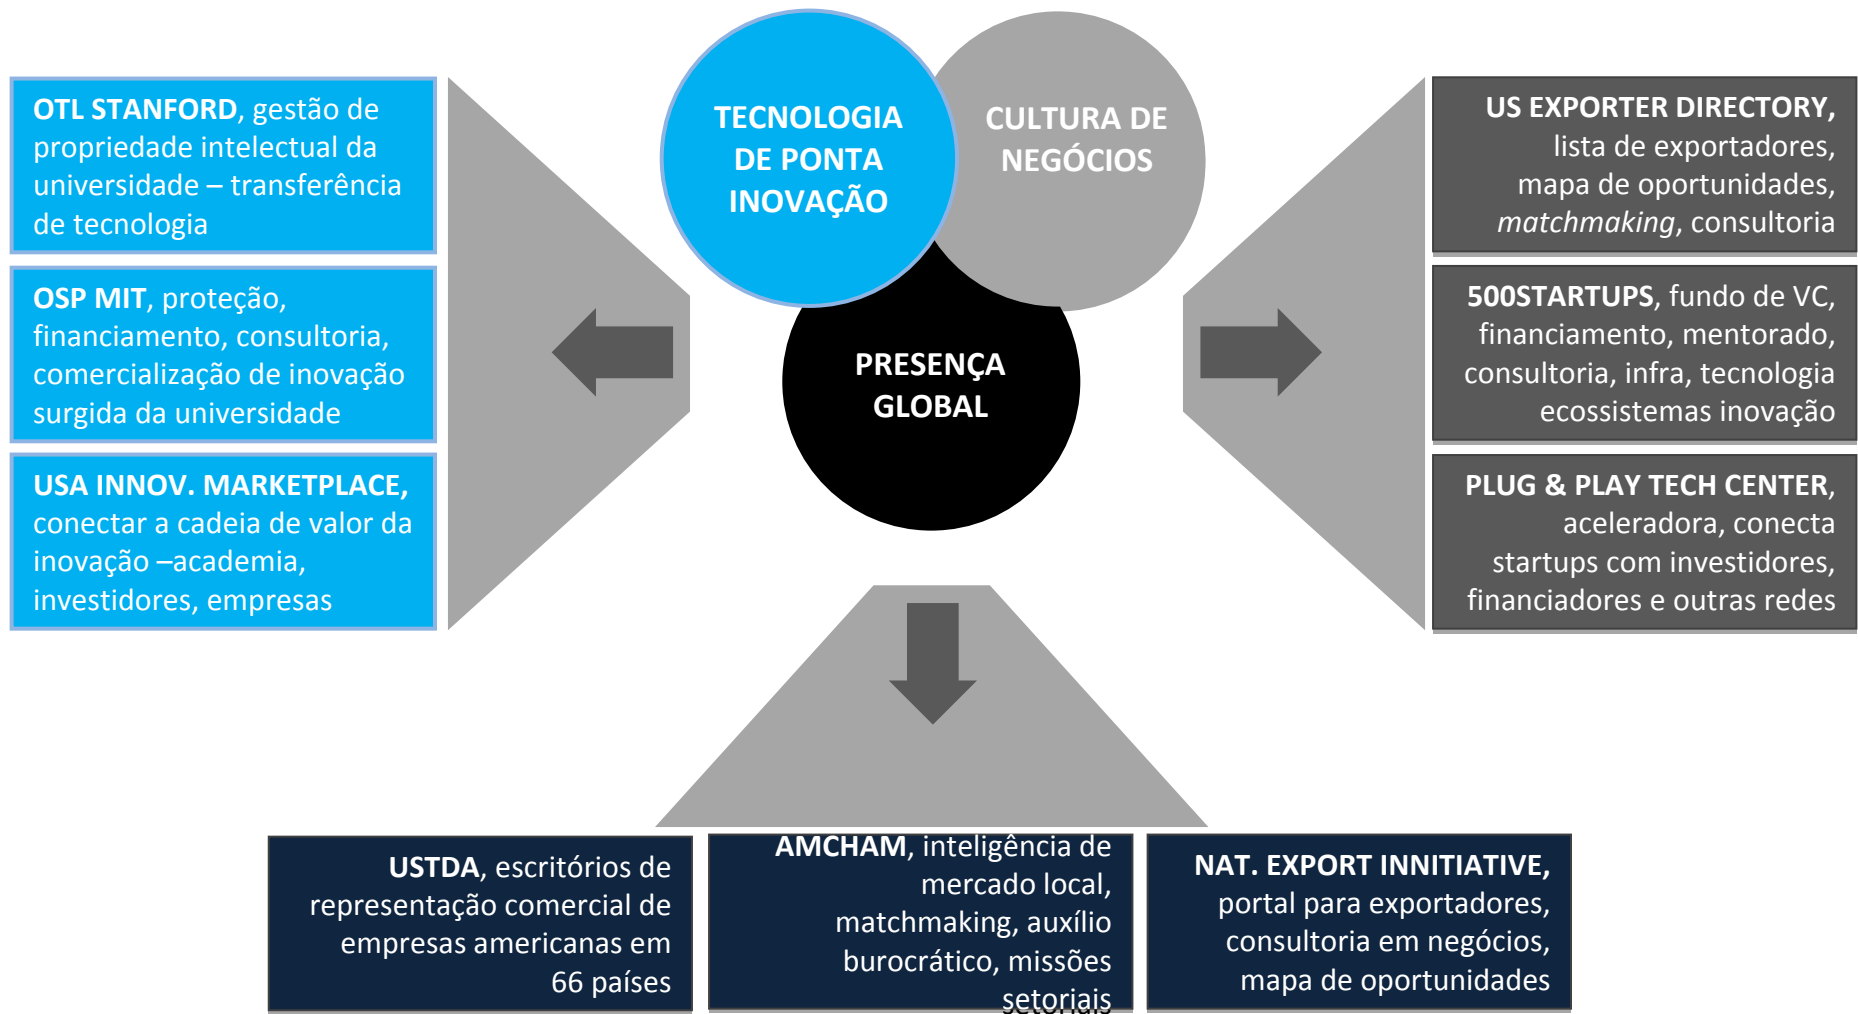 TECNOLOGIA
DE PONTA
INOVAÇÃO
CULTURA DE
NEGÓCIOS
PRESENÇA
GLOBAL
OTL STANFORD, gestão de
propriedade intelectual da
universidade – transferência
de tecnologia
OSP MIT, proteção,
financiamento, consultoria,
comercialização de inovação
surgida da universidade
USA INNOV. MARKETPLACE,
conectar a cadeia de valor da
inovação –academia,
investidores, empresas
US EXPORTER DIRECTORY,
lista de exportadores,
mapa de oportunidades,
matchmaking, consultoria
500STARTUPS, fundo de VC,
financiamento, mentorado,
consultoria, infra, tecnologia
ecossistemas inovação
PLUG & PLAY TECH CENTER,
aceleradora, conecta
startups com investidores,
financiadores e outras redes
USTDA, escritórios de
representação comercial de
empresas americanas em
66 países
AMCHAM, inteligência de
mercado local,
matchmaking, auxílio
burocrático, missões
setoriais
NAT. EXPORT INNITIATIVE,
portal para exportadores,
consultoria em negócios,
mapa de oportunidades